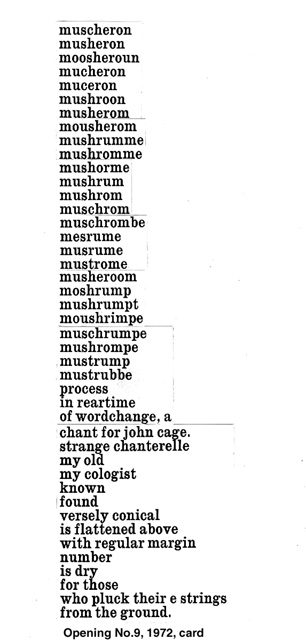 muscheron
musheron
moosheroun
mucheron
muceron
mushroon
musherom
mousherom
mushrumme
mushromme
mushorme
mushrum
mushrom
muschrom
muschrombe
mesrume
musrume
mustrome
musheroom
moshrump
mushrumpt
moushrimpe
muschrumpe
mushrompe
mustrump
mustrubbe
process
in reartime
of wordchange, a
chant for john cage.
strange chanterelle
my old
my cologist
known
found
versely conical
is flattened above
with regular margin
number
is dry
for those
who pluck their e strings
from the ground.
Opening No.9, 1972, card